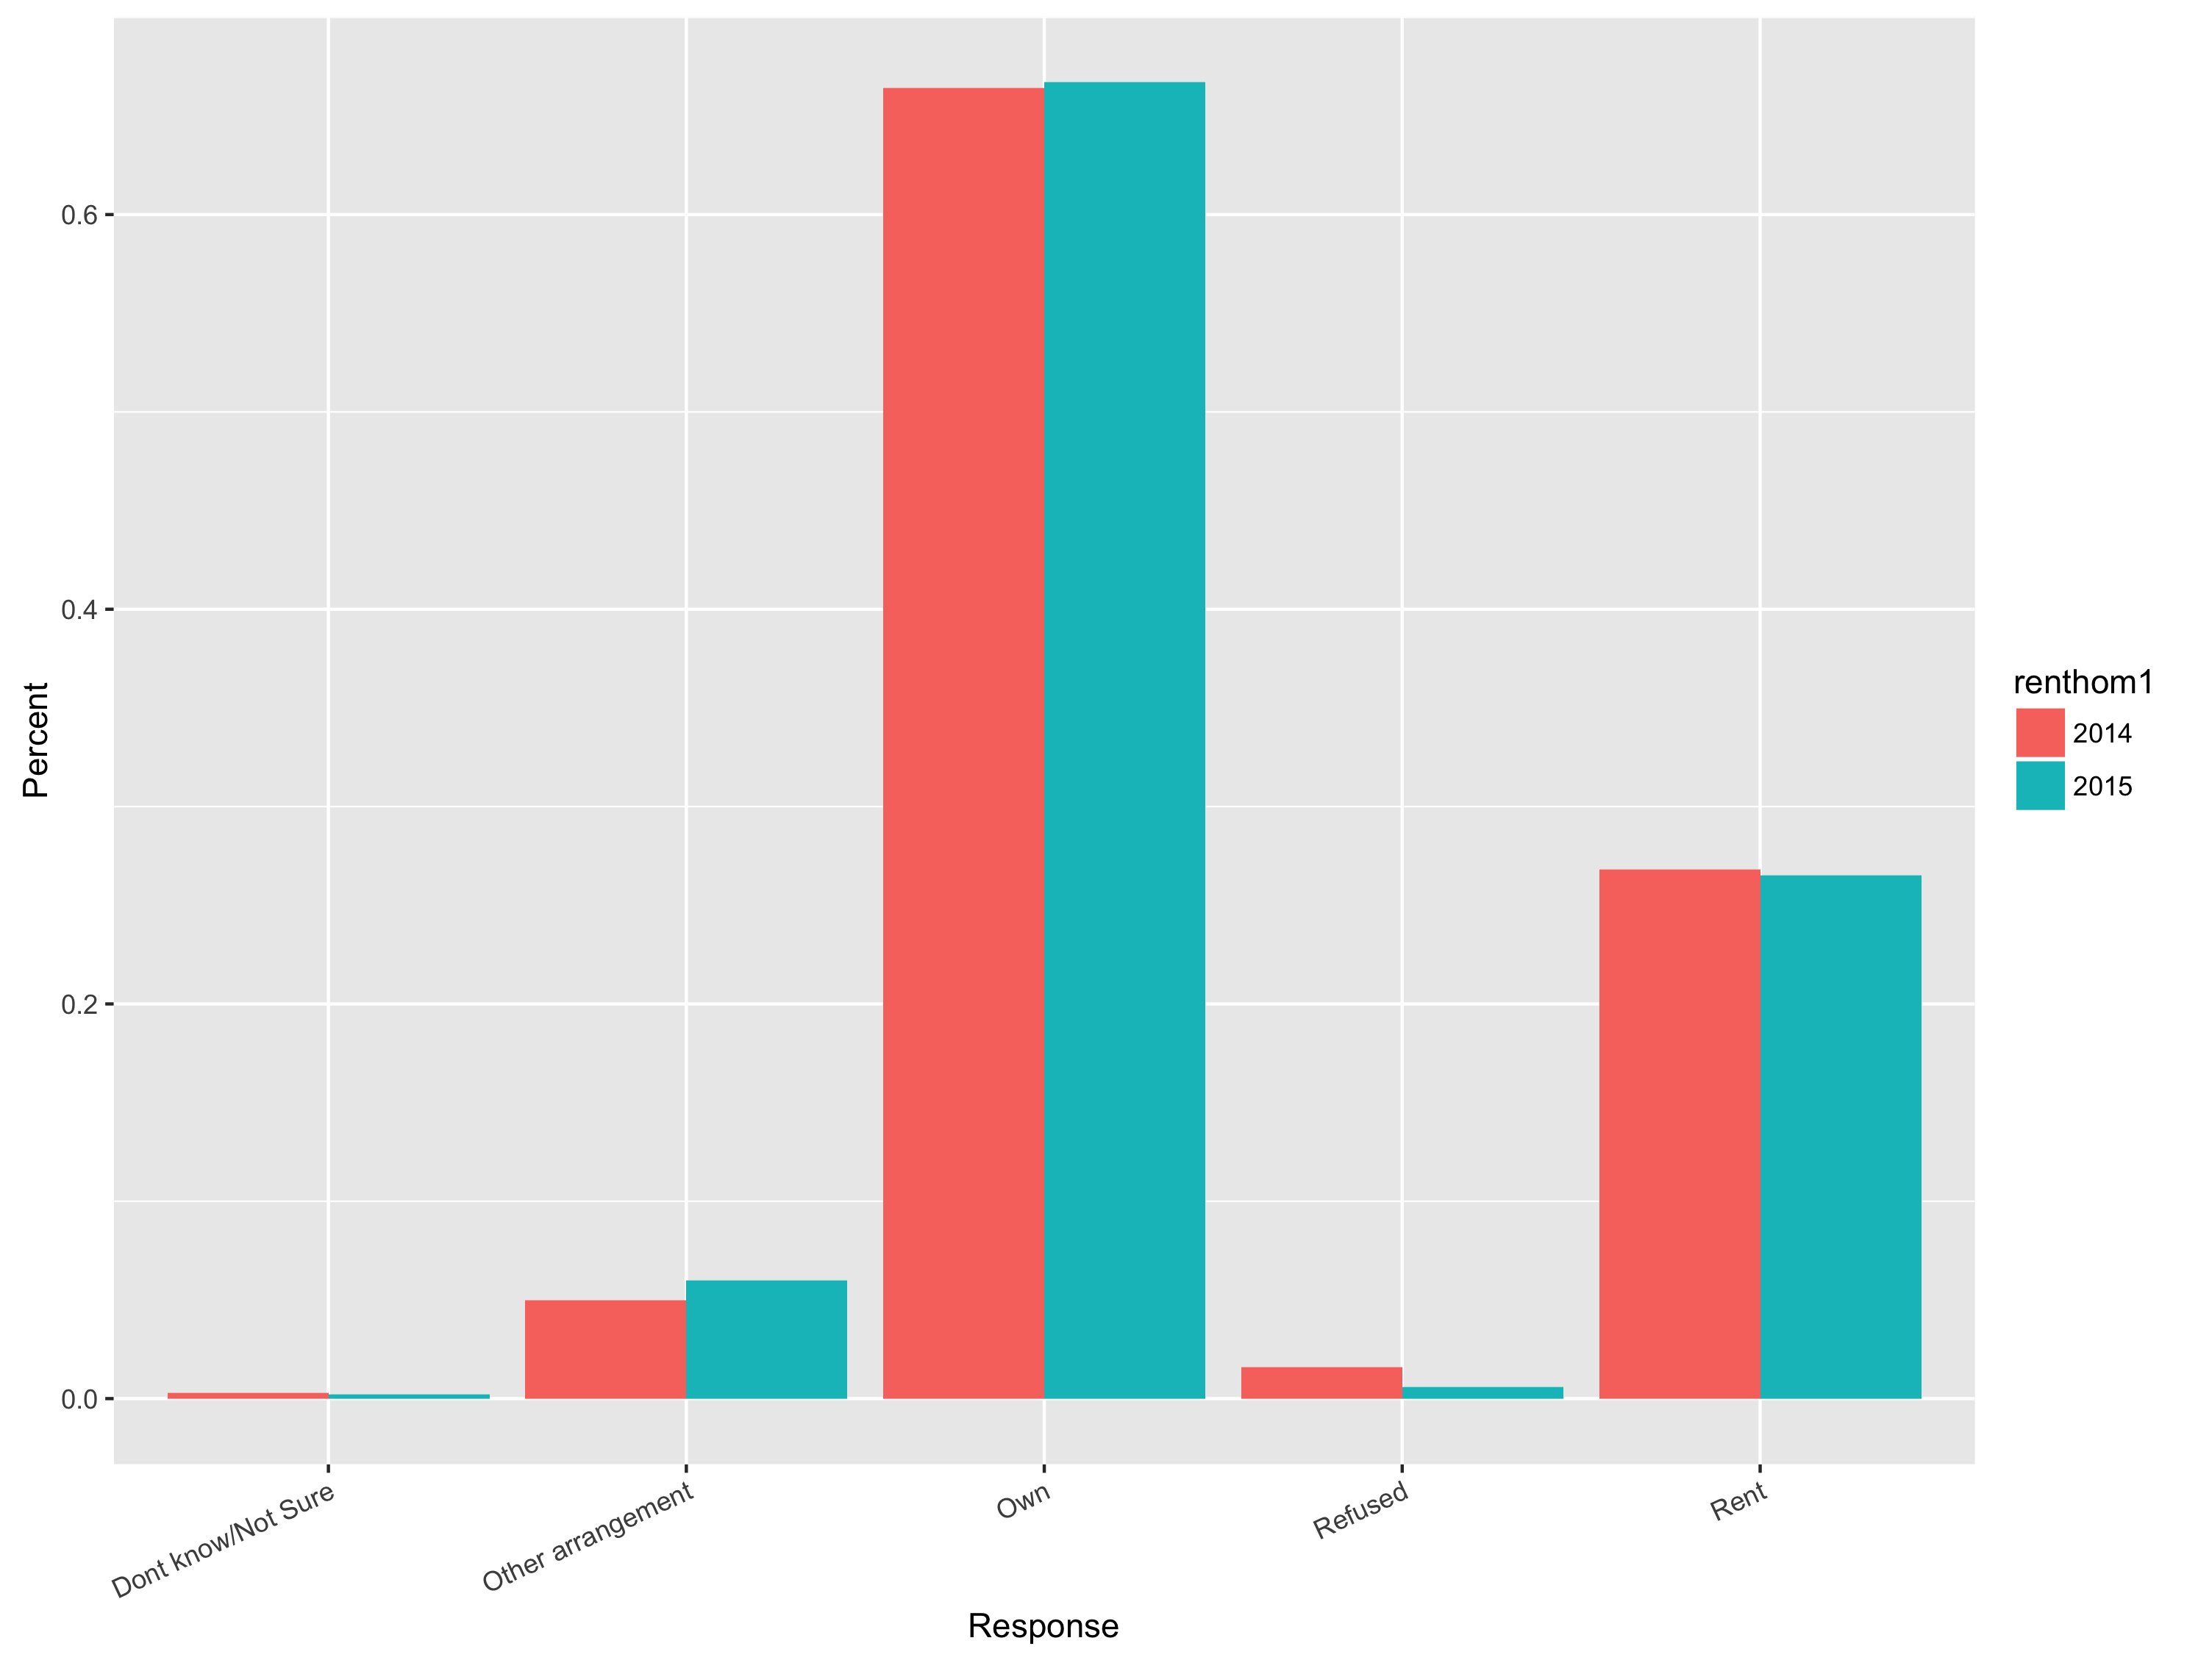 Percent
0.6
0.4
0.2
0.0
Dont know/Not Sure
Other arrangement
Own
Refused
Rent
Response
renthom1
2014
2015